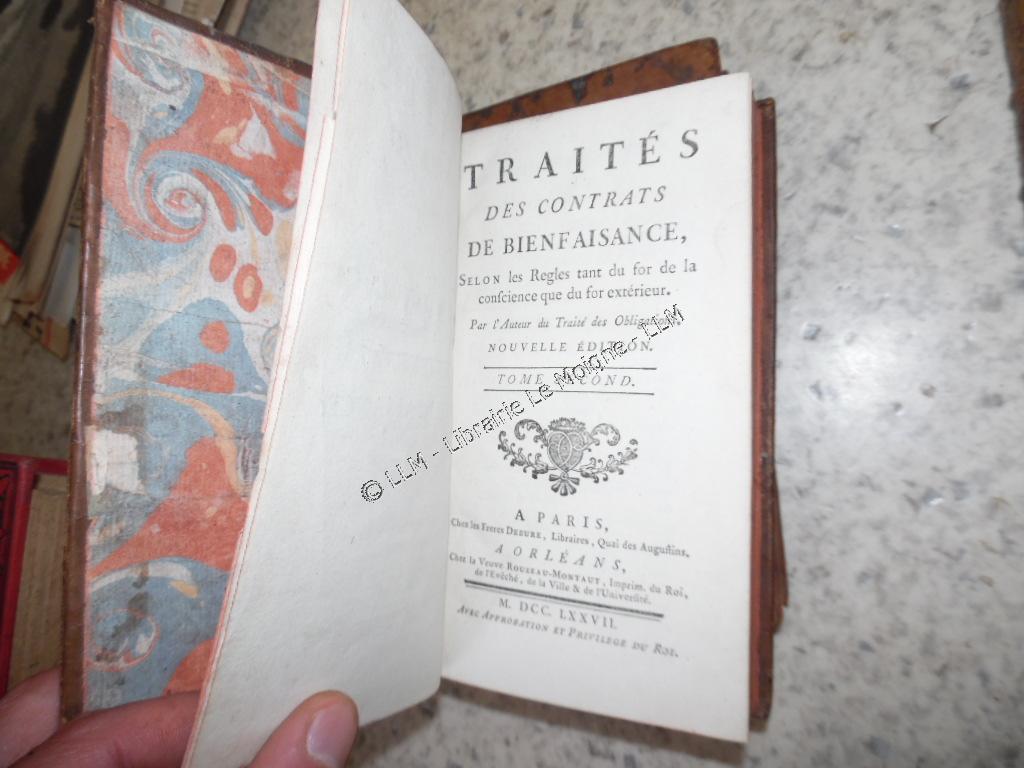 TRAITÉS
DES CONTRATS
DE BIENFAISANCE,
SELON les Regles tant du for de la
conſcience que du for extérieur.
Par l'Auteur du Traité des Obligations.
NOUVELLE ÉDITION.
TOME SECOND.
© LLM - Librairie Le Moigne - LLM
A PARIS,
Chez les Freres DEBURE, Libraires, Quai des Auguſtins.
A ORLÉANS,
Chez la Veuve ROUZEAU-MONTAUT, Imprim. du Roi,
de l'Evêché, de la Ville & de l'Univerſité.
M. DCC. LXXVII.
AVEC APPROBATION ET PRIVILEGE DU ROI.